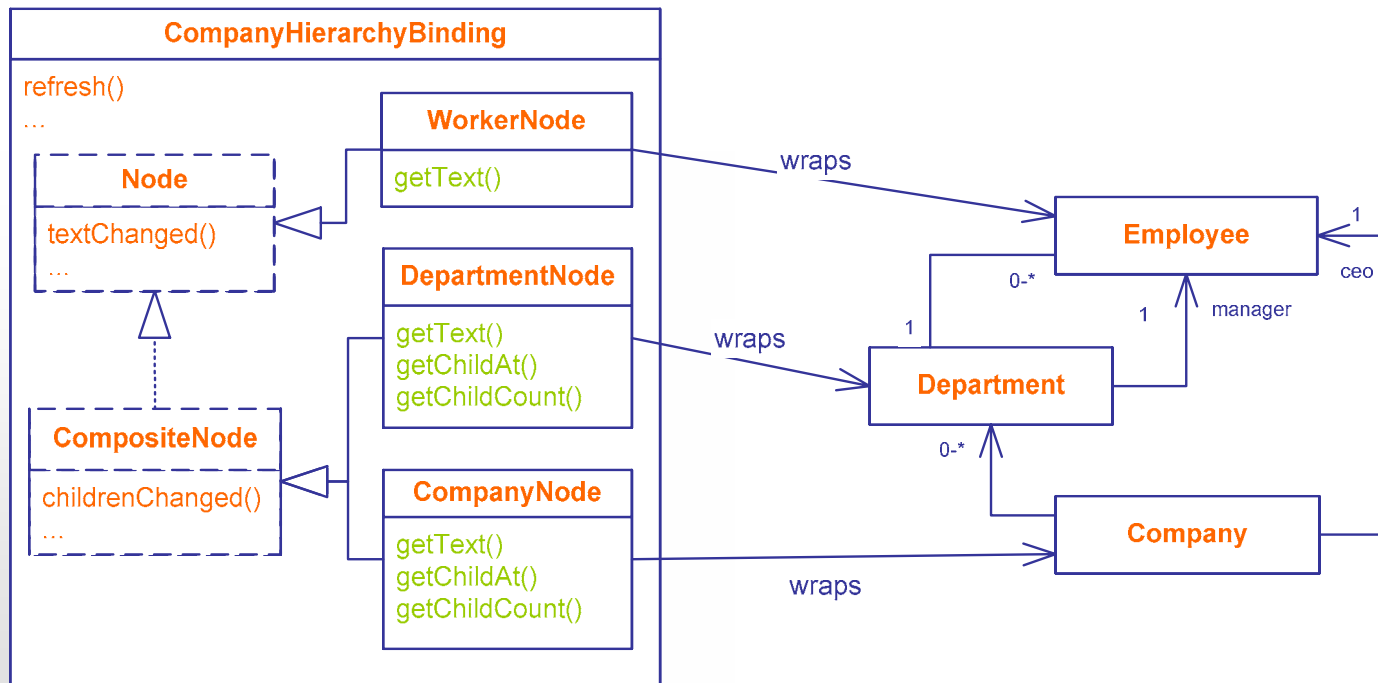 CompanyHierarchyBinding
refresh()
...
Node
textChanged()
...
CompositeNode
childrenChanged()
...
WorkerNode
getText()
DepartmentNode
getText()
getChildAt()
getChildCount()
CompanyNode
getText()
getChildAt()
getChildCount()
wraps
wraps
wraps
Employee
1
ceo
0-*
1
1
manager
Department
0-*
Company